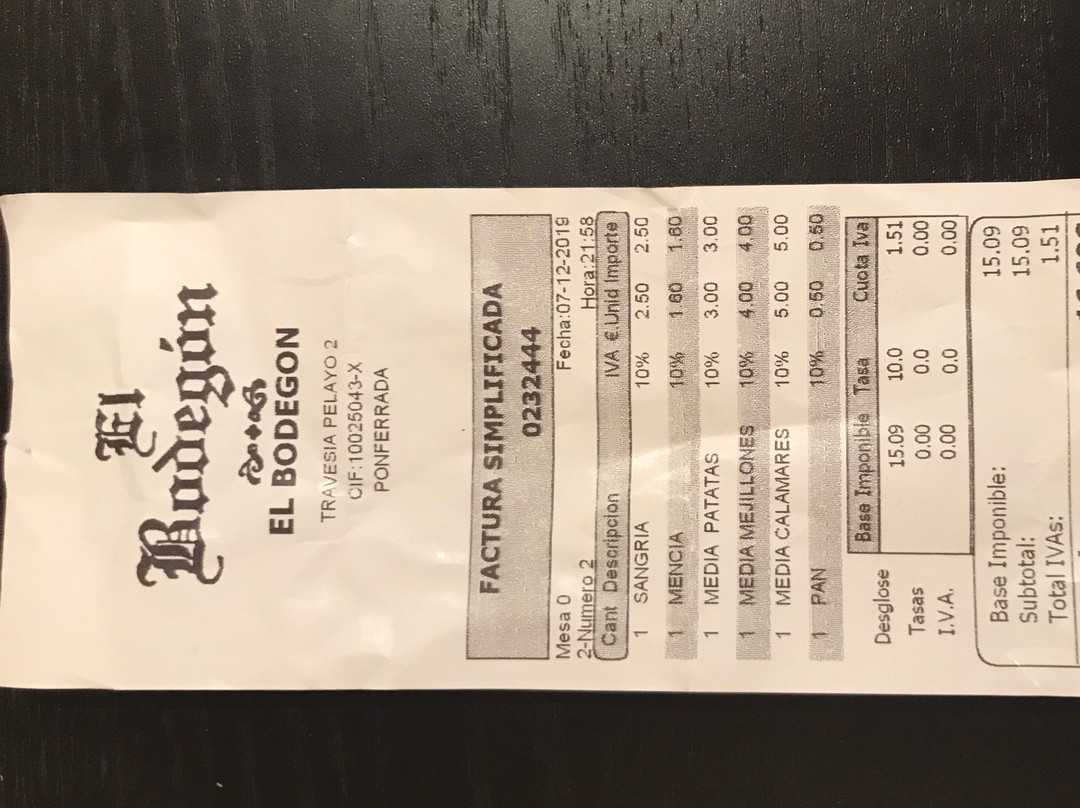 El
Bodegón
EL BODEGON
TRAVESIA PELAYO 2
CIF:10025043-X
PONFERRADA
FACTURA SIMPLIFICADA
0232444
Mesa 0 Fecha:07-12-2019
2-Numero 2 Hora:21:58
Cant Descripcion IVA €.Unid Importe
1 SANGRIA 10% 2.50 2.50
1 MENCIA 10% 1.60 1.60
1 MEDIA PATATAS 10% 3.00 3.00
1 MEDIA MEJILLONES 10% 4.00 4.00
1 MEDIA CALAMARES 10% 5.00 5.00
1 PAN 10% 0.50 0.50
Base Imponible Tasa Cuota Iva
Desglose 15.09 10.0 1.51
Tasas 0.00 0.0 0.00
I.V.A. 0.00 0.0 0.00
Base Imponible: 15.09
Subtotal: 15.09
Total IVAs: 1.51